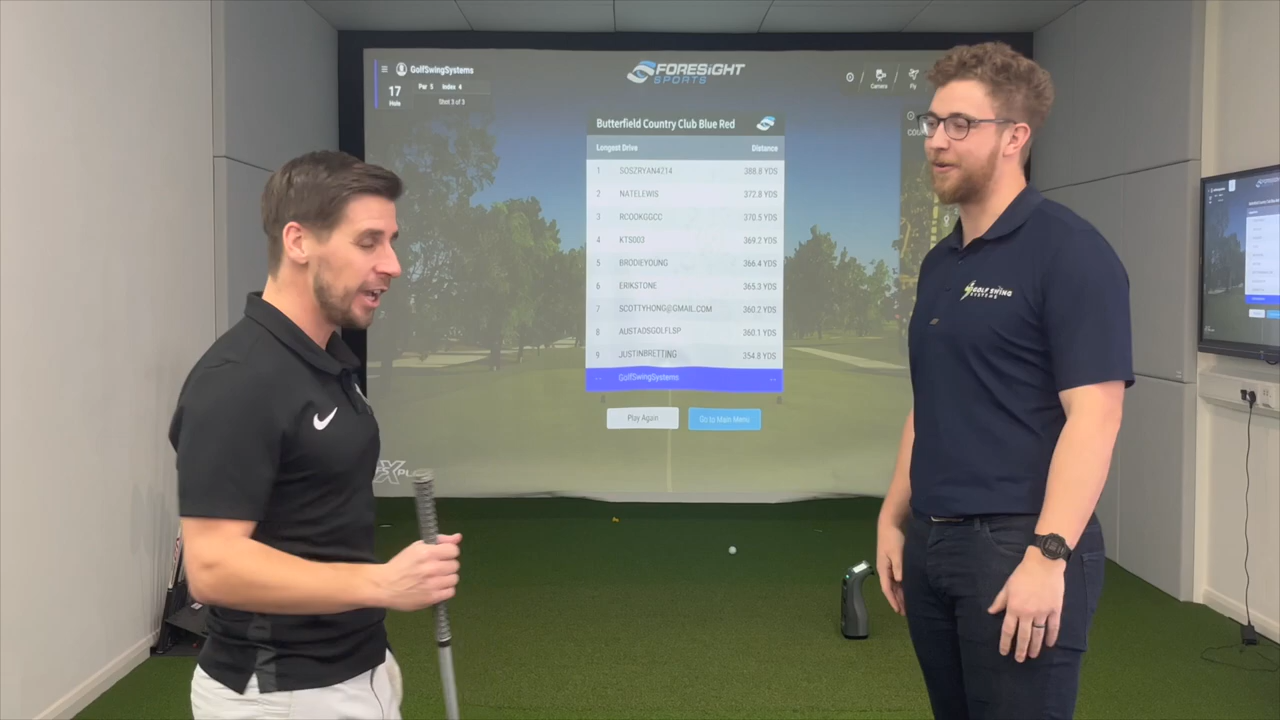 GolfSwingSystems
17
Hole
Par 5 Index 4
Shot 3 of 3
FORESIGHT
SPORTS
Camera
Fly
Butterfield Country Club Blue Red
Longest Drive Distance
1 SOSZRYAN4214 388.8 YDS
2 NATELEWIS 372.8 YDS
3 RCOOKGGCC 370.5 YDS
4 KTS003 369.2 YDS
5 BRODIEYOUNG 366.4 YDS
6 ERIKSTONE 365.3 YDS
7 SCOTTYHONG@GMAIL.COM 360.2 YDS
8 AUSTADSGOLFLSP 360.1 YDS
9 JUSTINBRETTING 354.8 YDS
-- GolfSwingSystems --
Play Again
Go to Main Menu
GOLF SWING
SYSTEMS